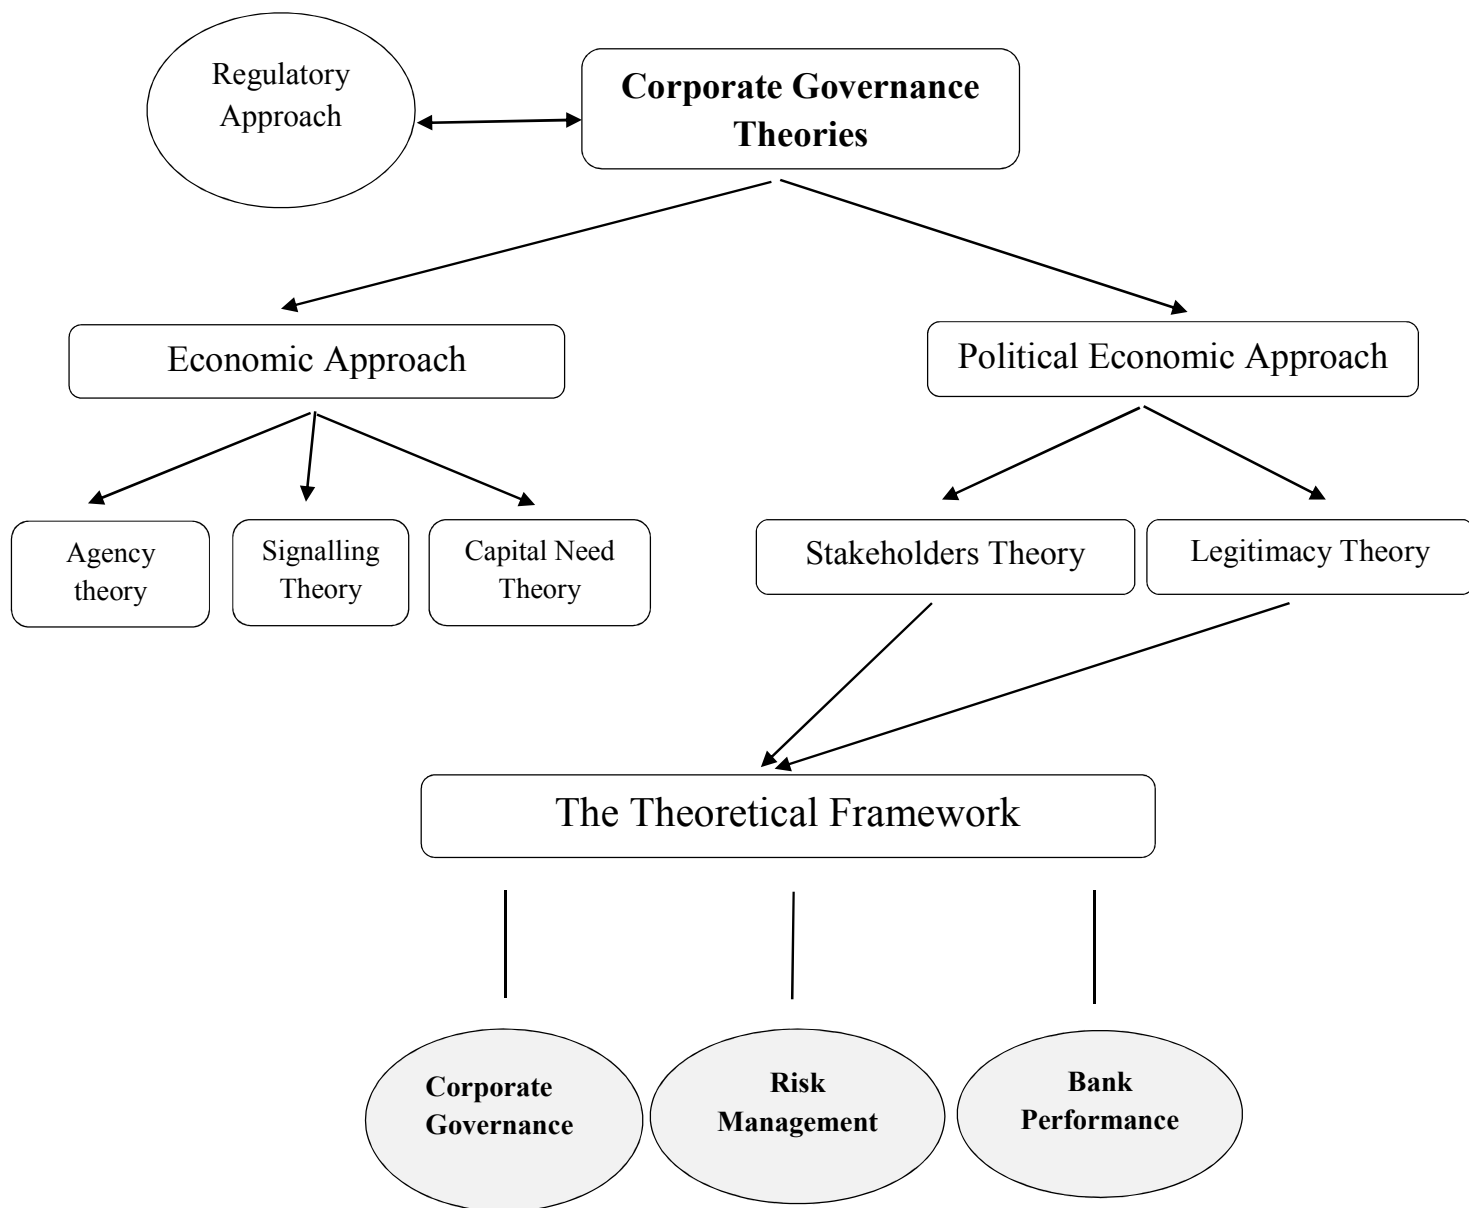 Regulatory
Approach
Corporate Governance
Theories
Economic Approach
Political Economic Approach
Agency
theory
Signalling
Theory
Capital Need
Theory
Stakeholders Theory
Legitimacy Theory
The Theoretical Framework
Corporate
Governance
Risk
Management
Bank
Performance